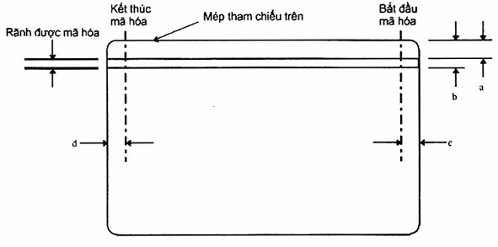 Kết thúc
mã hóa
Mép tham chiếu trên
Bắt đầu
mã hóa
Rãnh được mã hóa
a
b
d
c